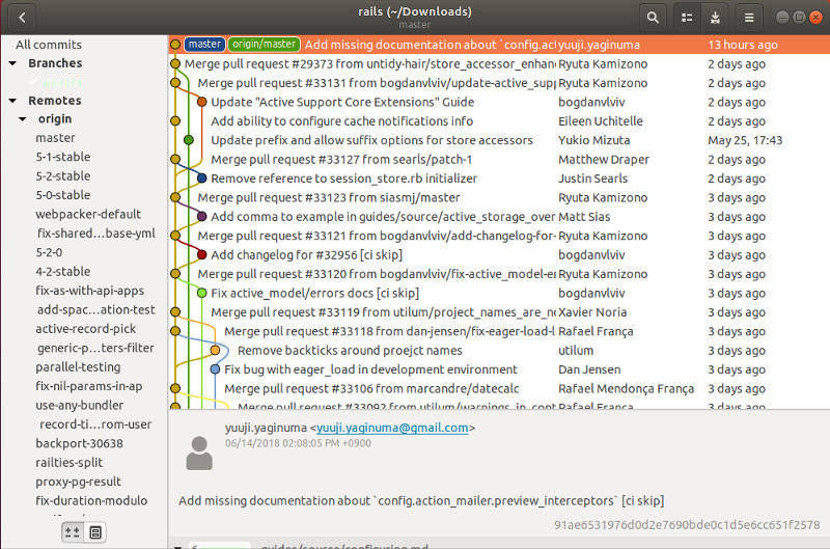 rails (~/Downloads)
master
All commits
Branches
Remotes
origin
master
5-1-stable
5-2-stable
5-0-stable
webpacker-default
fix-shared...base-yml
5-2-0
4-2-stable
fix-as-with-api-apps
add-spac...ation-test
active-record-pick
generic-p...ters-filter
parallel-testing
fix-nil-params-in-ap
use-any-bundler
record-ti...rom-user
backport-30638
railties-split
proxy-pg-result
fix-duration-modulo
master origin/master Add missing documentation about `config.act yuuji.yaginuma 13 hours ago
Merge pull request #29373 from untidy-hair/store_accessor_enhan Ryuta Kamizono 2 days ago
Merge pull request #33131 from bogdanvlviv/update-active_supp Ryuta Kamizono 2 days ago
Update "Active Support Core Extensions" Guide bogdanvlviv 2 days ago
Add ability to configure cache notifications info Eileen Uchitelle 2 days ago
Update prefix and allow suffix options for store accessors Yukio Mizuta May 25, 17:43
Merge pull request #33127 from searls/patch-1 Matthew Draper 2 days ago
Remove reference to session_store.rb initializer Justin Searls 2 days ago
Merge pull request #33123 from siasmj/master Ryuta Kamizono 3 days ago
Add comma to example in guides/source/active_storage_over Matt Sias 3 days ago
Merge pull request #33121 from bogdanvlviv/add-changelog-for- Ryuta Kamizono 3 days ago
Add changelog for #32956 [ci skip] bogdanvlviv 3 days ago
Merge pull request #33120 from bogdanvlviv/fix-active_model-er Ryuta Kamizono 3 days ago
Fix active_model/errors docs [ci skip] bogdanvlviv 3 days ago
Merge pull request #33119 from utilum/project_names_are_no Xavier Noria 3 days ago
Merge pull request #33118 from dan-jensen/fix-eager-load-l Rafael França 3 days ago
Remove backticks around proejct names utilum 3 days ago
Fix bug with eager_load in development environment Dan Jensen 3 days ago
Merge pull request #33106 from marcandre/datecalc Rafael Mendonça França 3 days ago
Merge pull request #33092 from utilum/warnings_in_cont Rafael França 3 days ago
yuuji.yaginuma <yuuji.yaginuma@gmail.com>
06/14/2018 02:08:05 PM +0900
Add missing documentation about `config.action_mailer.preview_interceptors` [ci skip]
91ae6531976d0d2e7690bde0c1d5e6cc651f2578
guides/source/configuring.md